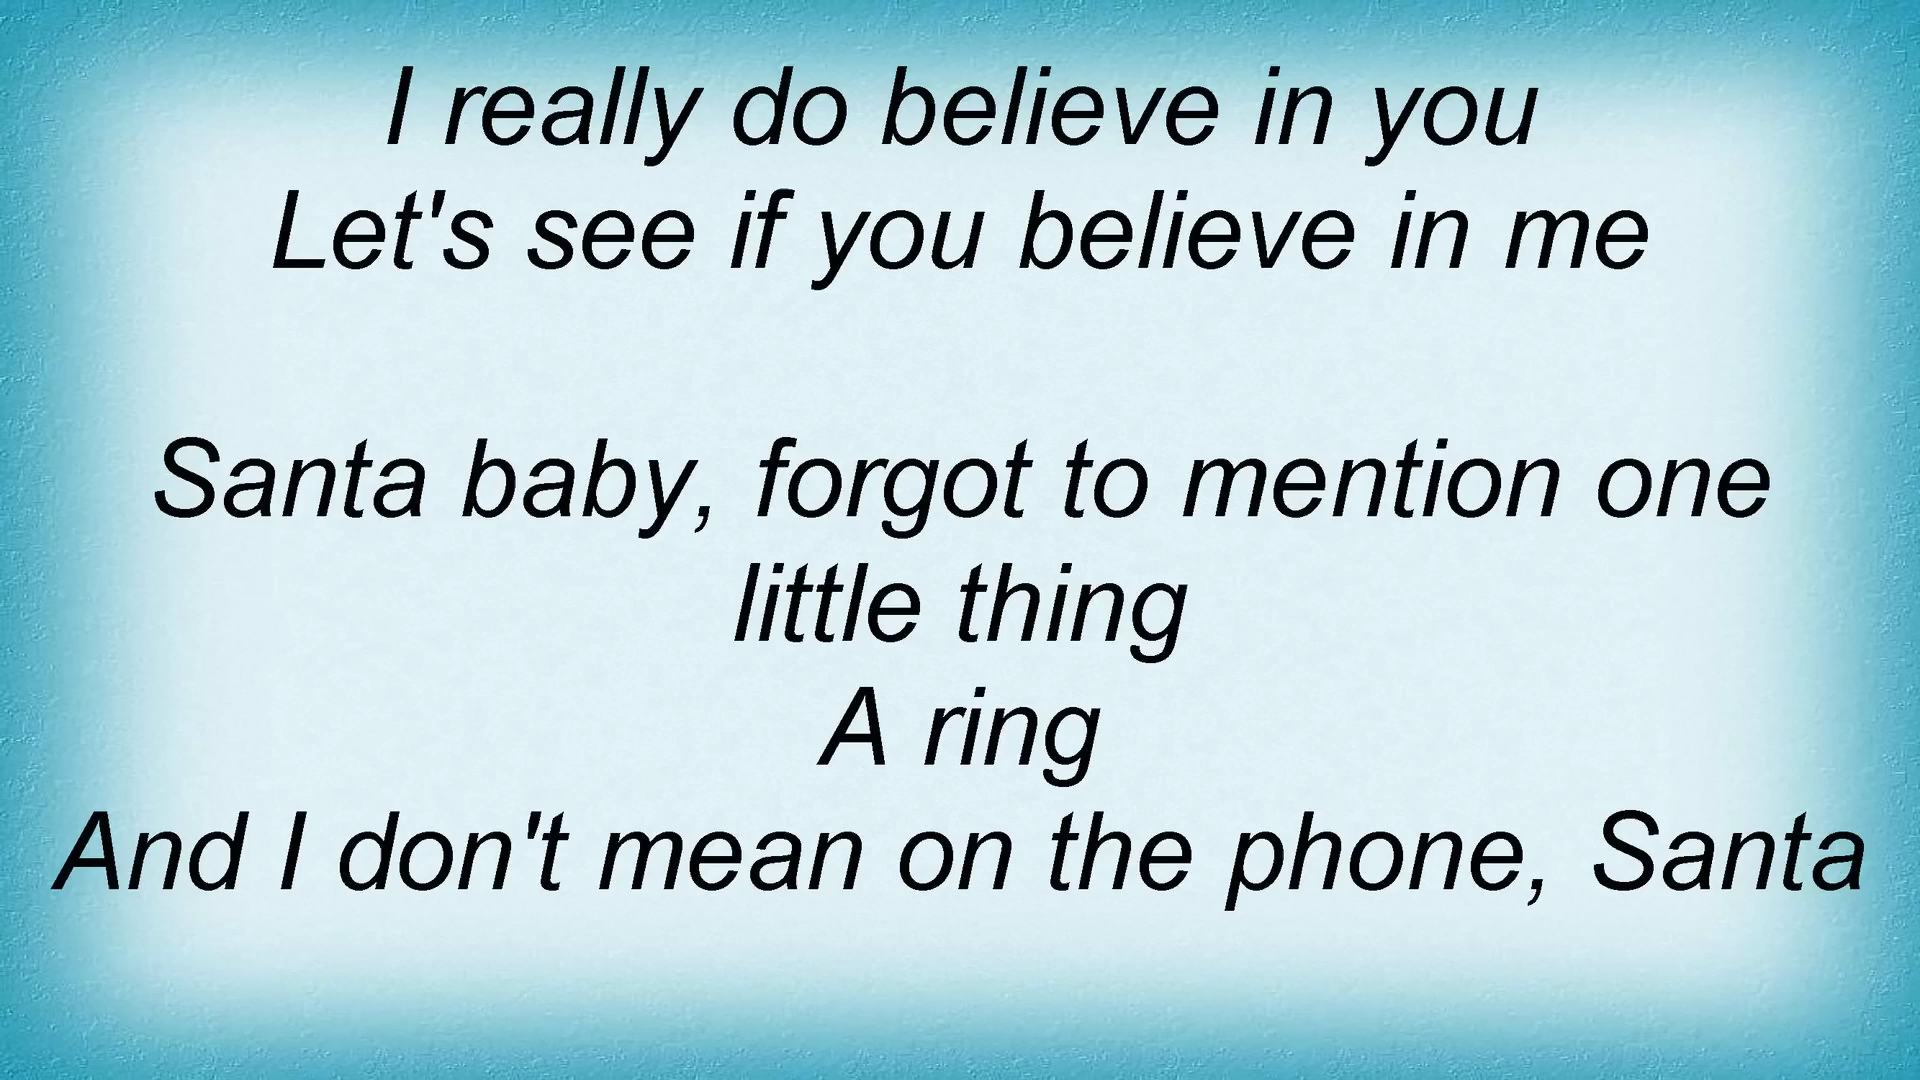 I really do believe in you
Let's see if you believe in me
Santa baby, forgot to mention one
little thing
A ring
And I don't mean on the phone, Santa